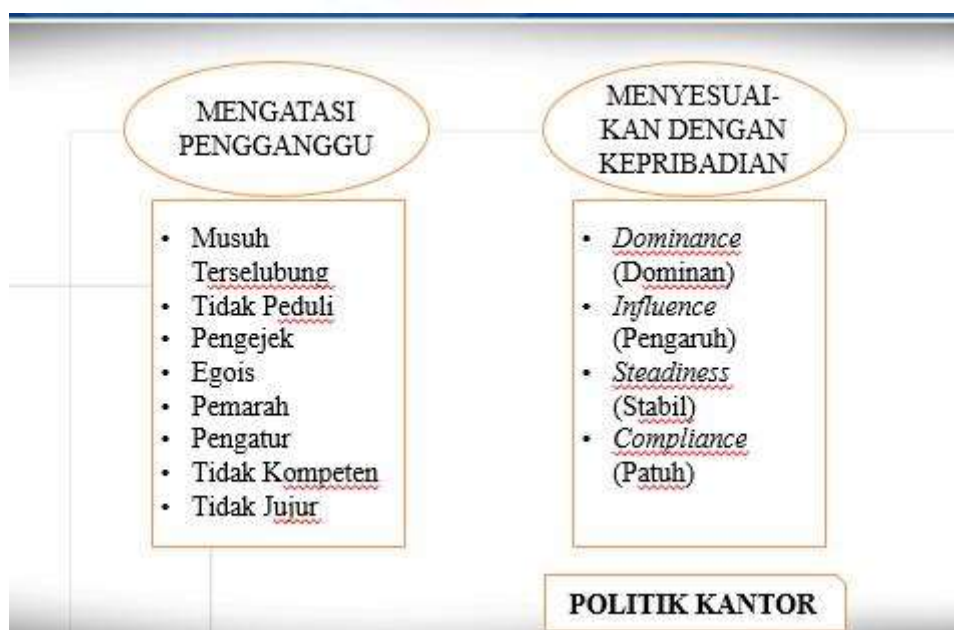 MENGATASI
PENGGANGGU
• Musuh
Terselubung
• Tidak Peduli
• Pengejek
• Egois
• Pemarah
• Pengatur
• Tidak Kompeten
• Tidak Jujur
MENYESUAI-
KAN DENGAN
KEPRIBADIAN
• Dominance
(Dominan)
• Influence
(Pengaruh)
• Steadiness
(Stabil)
• Compliance
(Patuh)
POLITIK KANTOR